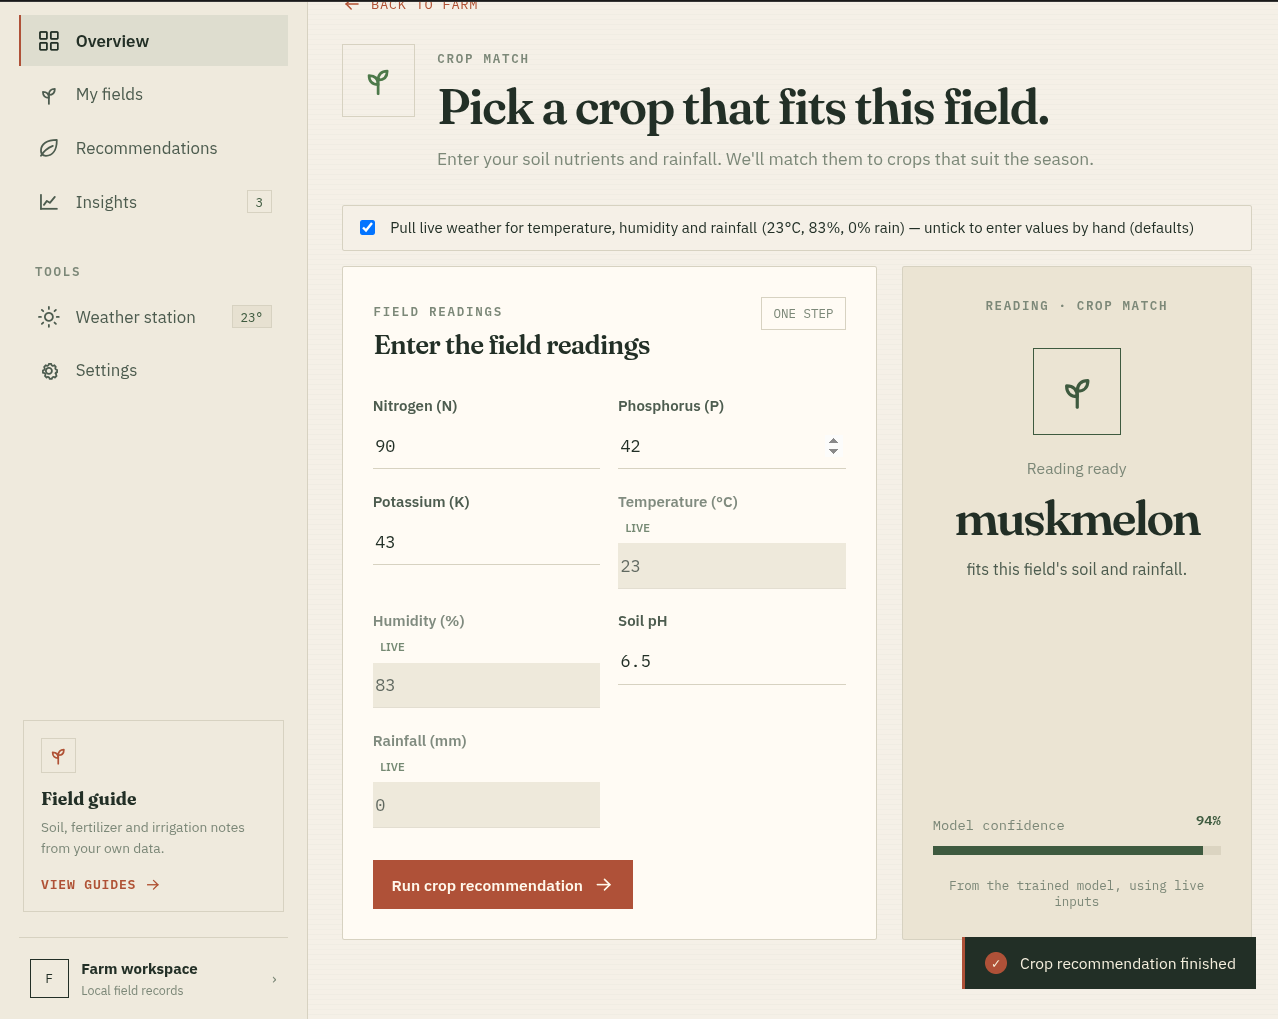 Overview
My fields
Recommendations
Insights
3
TOOLS
Weather station
23°
Settings
Field guide
Soil, fertilizer and irrigation notes
from your own data.
VIEW GUIDES →
F
Farm workspace
Local field records
›
← BACK TO FARM
CROP MATCH
Pick a crop that fits this field.
Enter your soil nutrients and rainfall. We'll match them to crops that suit the season.
Pull live weather for temperature, humidity and rainfall (23°C, 83%, 0% rain) — untick to enter values by hand (defaults)
FIELD READINGS
ONE STEP
Enter the field readings
Nitrogen (N)
90
Phosphorus (P)
42
Potassium (K)
43
Temperature (°C)
LIVE
23
Humidity (%)
LIVE
83
Soil pH
6.5
Rainfall (mm)
LIVE
0
Run crop recommendation →
READING · CROP MATCH
Reading ready
muskmelon
fits this field's soil and rainfall.
Model confidence
94%
From the trained model, using live
inputs
✓ Crop recommendation finished